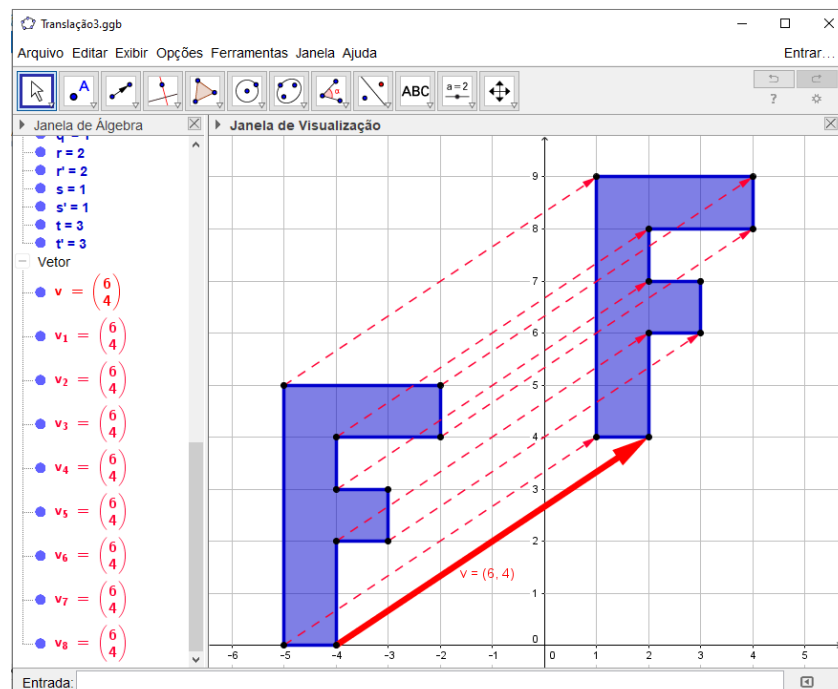 Translação3.ggb
Arquivo Editar Exibir Opções Ferramentas Janela Ajuda
Entrar...
A
α
ABC
a = 2
?
Janela de Álgebra
Janela de Visualização
r = 2
r' = 2
s = 1
s' = 1
t = 3
t' = 3
Vetor
v = (6 4)
v₁ = (6 4)
v₂ = (6 4)
v₃ = (6 4)
v₄ = (6 4)
v₅ = (6 4)
v₆ = (6 4)
v₇ = (6 4)
v₈ = (6 4)
9
8
7
6
5
4
3
2
1
0
v = (6, 4)
-6 -5 -4 -3 -2 -1 0 1 2 3 4 5
Entrada: